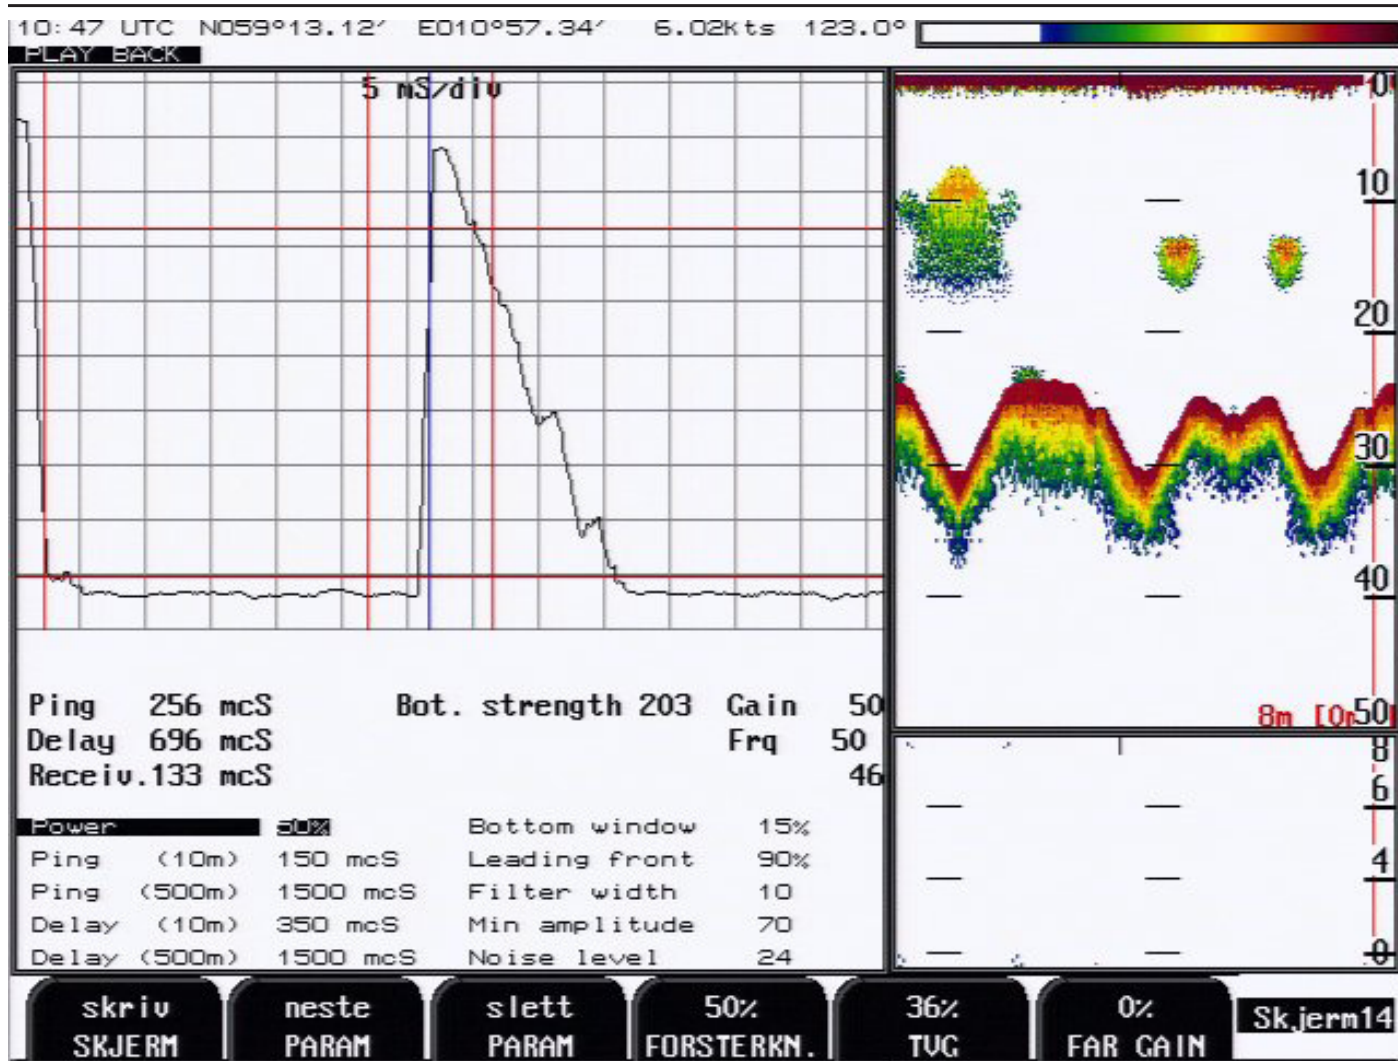 10:47 UTC N059°13.12′ E010°57.34′ 6.02kts 123.0°
PLAY BACK
5 mS/div
0
10
20
30
40
50
8m
8
6
4
0
Ping 256 mcS Bot. strength 203 Gain 50
Delay 696 mcS Frq 50
Receiv.133 mcS 46
Power Bottom window 15%
Ping (10m) 150 mcS Leading front 90%
Ping (500m) 1500 mcS Filter width 10
Delay (10m) 350 mcS Min amplitude 70
Delay (500m) 1500 mcS Noise level 24
skriv SKJERM
neste PARAM
slett PARAM
50% FORSTERKN.
36% TVG
0% FAR GAIN
Skjerm14